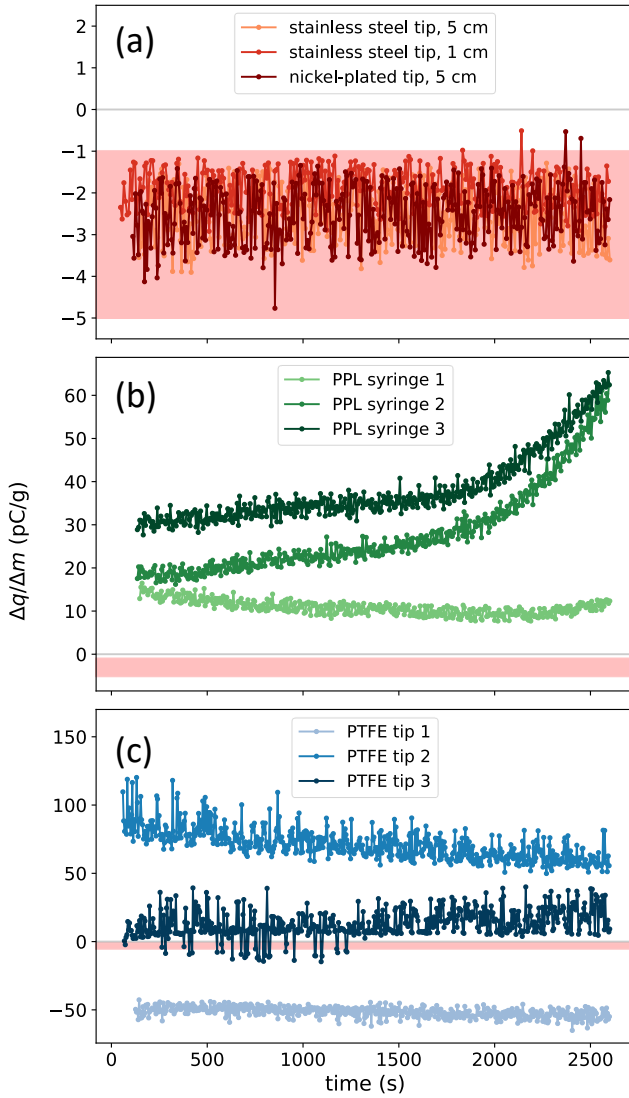 (a)
stainless steel tip, 5 cm
stainless steel tip, 1 cm
nickel-plated tip, 5 cm
2
1
0
−1
−2
−3
−4
−5
(b)
PPL syringe 1
PPL syringe 2
PPL syringe 3
60
50
40
30
20
10
0
Δq/Δm (pC/g)
(c)
PTFE tip 1
PTFE tip 2
PTFE tip 3
150
100
50
0
−50
0 500 1000 1500 2000 2500
time (s)